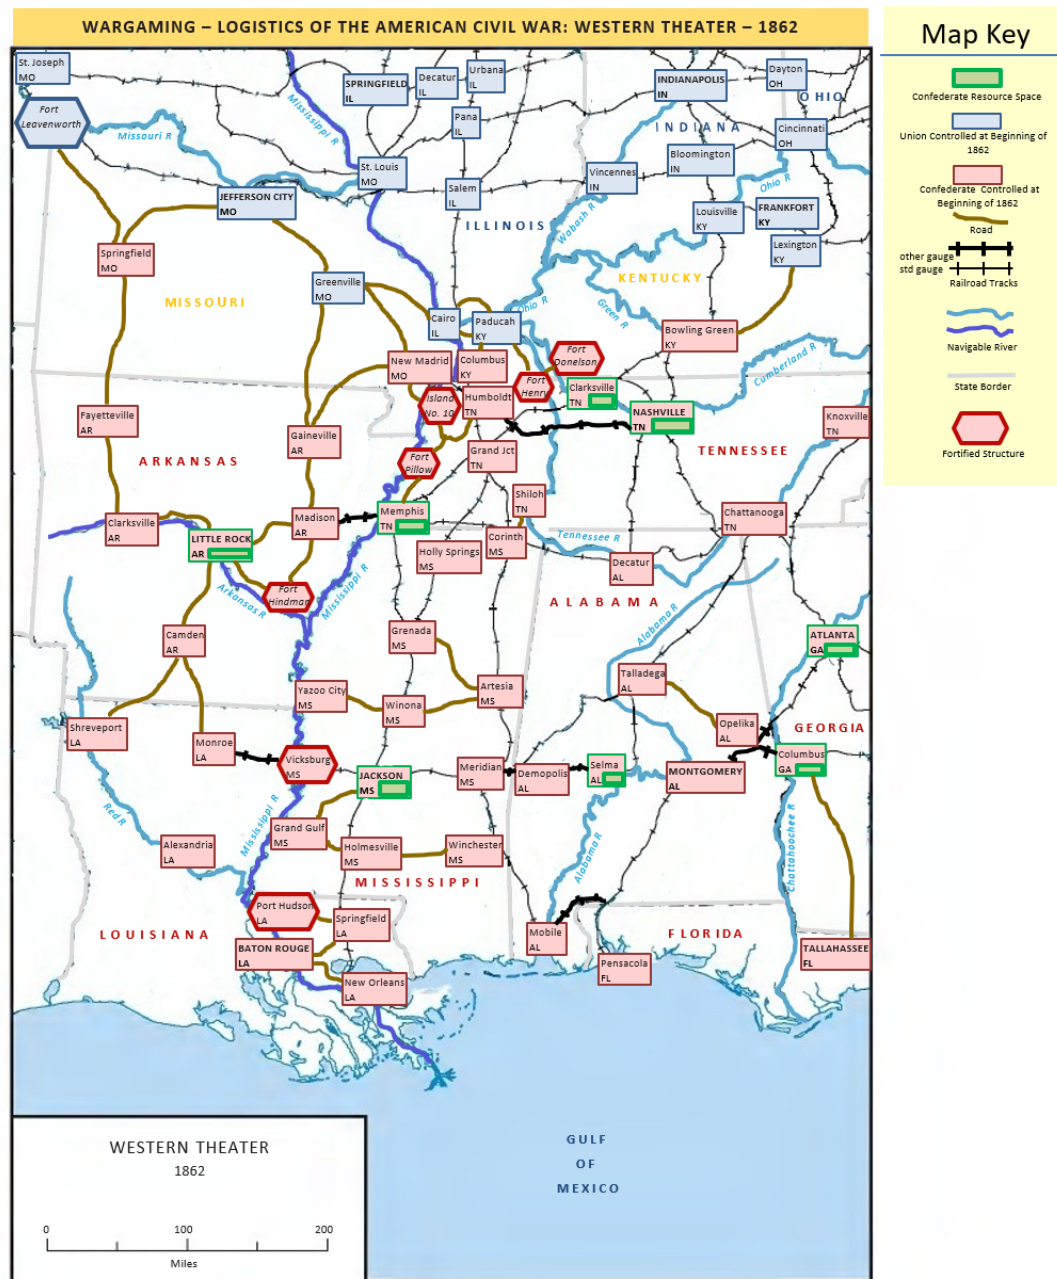 WARGAMING – LOGISTICS OF THE AMERICAN CIVIL WAR: WESTERN THEATER – 1862
Map Key
Confederate Resource Space
Union Controlled at Beginning of
1862
Confederate Controlled at
Beginning of 1862
Road
other gauge
std gauge
Railroad Tracks
Navigable River
State Border
Fortified Structure
St. Joseph
MO
Fort
Leavenworth
Missouri R
Mississippi R
SPRINGFIELD
IL
Decatur
IL
Urbana
IL
Pana
IL
INDIANAPOLIS
IN
Dayton
OH
OHIO
INDIANA
Cincinnati
OH
St. Louis
MO
Salem
IL
Vincennes
IN
Bloomington
IN
Ohio R
JEFFERSON CITY
MO
ILLINOIS
Wabash R
Louisville
KY
FRANKFORT
KY
Lexington
KY
Springfield
MO
MISSOURI
Greenville
MO
KENTUCKY
Green R
Ohio R
Cairo
IL
Paducah
KY
Bowling Green
KY
New Madrid
MO
Columbus
KY
Fort
Donelson
Cumberland R
Fort
Henry
Clarksville
TN
Island
No. 10
Humboldt
TN
NASHVILLE
TN
Knoxville
TN
Fayetteville
AR
Gaineville
AR
ARKANSAS
TENNESSEE
Grand Jct
TN
Fort
Pillow
Shiloh
TN
Clarksville
AR
LITTLE ROCK
AR
Madison
AR
Memphis
TN
Chattanooga
TN
Holly Springs
MS
Corinth
MS
Tennessee R
Decatur
AL
Arkansas R
Fort
Hindman
Mississippi R
ALABAMA
Alabama R
Camden
AR
Grenada
MS
ATLANTA
GA
Yazoo City
MS
Winona
MS
Artesia
MS
Talladega
AL
Shreveport
LA
Monroe
LA
Opelika
AL
GEORGIA
Vicksburg
MS
JACKSON
MS
Meridian
MS
Demopolis
AL
Selma
AL
MONTGOMERY
AL
Columbus
GA
Red R
Mississippi R
Alexandria
LA
Grand Gulf
MS
Holmesville
MS
Winchester
MS
Alabama R
Chattahoochee R
MISSISSIPPI
Port Hudson
LA
Springfield
LA
LOUISIANA
BATON ROUGE
LA
New Orleans
LA
Mobile
AL
FLORIDA
Pensacola
FL
TALLAHASSEE
FL
WESTERN THEATER
1862
0 100 200
Miles
GULF
OF
MEXICO